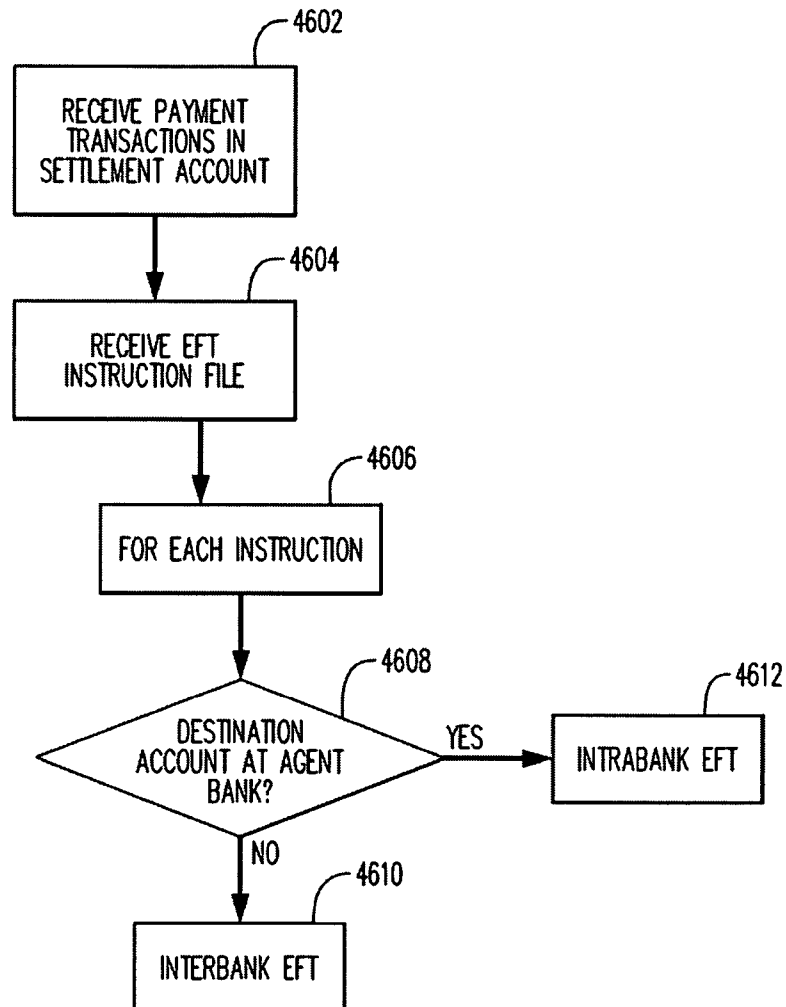 4602
RECEIVE PAYMENT
TRANSACTIONS IN
SETTLEMENT ACCOUNT
4604
RECEIVE EFT
INSTRUCTION FILE
4606
FOR EACH INSTRUCTION
4608
DESTINATION
ACCOUNT AT AGENT
BANK?
YES
4612
INTRABANK EFT
NO
4610
INTERBANK EFT